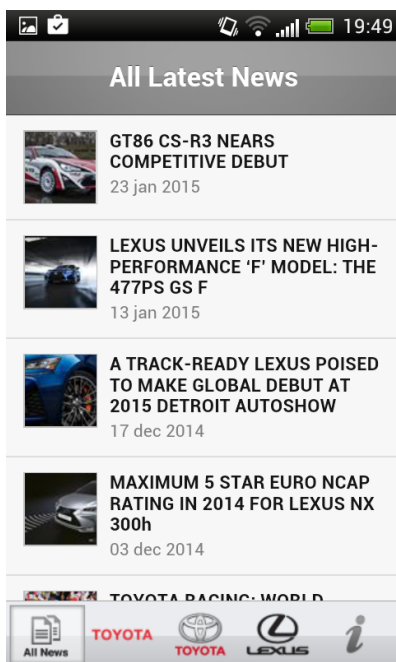 19:49
All Latest News
GT86 CS-R3 NEARS
COMPETITIVE DEBUT
23 jan 2015
LEXUS UNVEILS ITS NEW HIGH-
PERFORMANCE ‘F’ MODEL: THE
477PS GS F
13 jan 2015
A TRACK-READY LEXUS POISED
TO MAKE GLOBAL DEBUT AT
2015 DETROIT AUTOSHOW
17 dec 2014
MAXIMUM 5 STAR EURO NCAP
RATING IN 2014 FOR LEXUS NX
300h
03 dec 2014
TOYOTA RACING: WORLD
All News
TOYOTA
TOYOTA
LEXUS
i